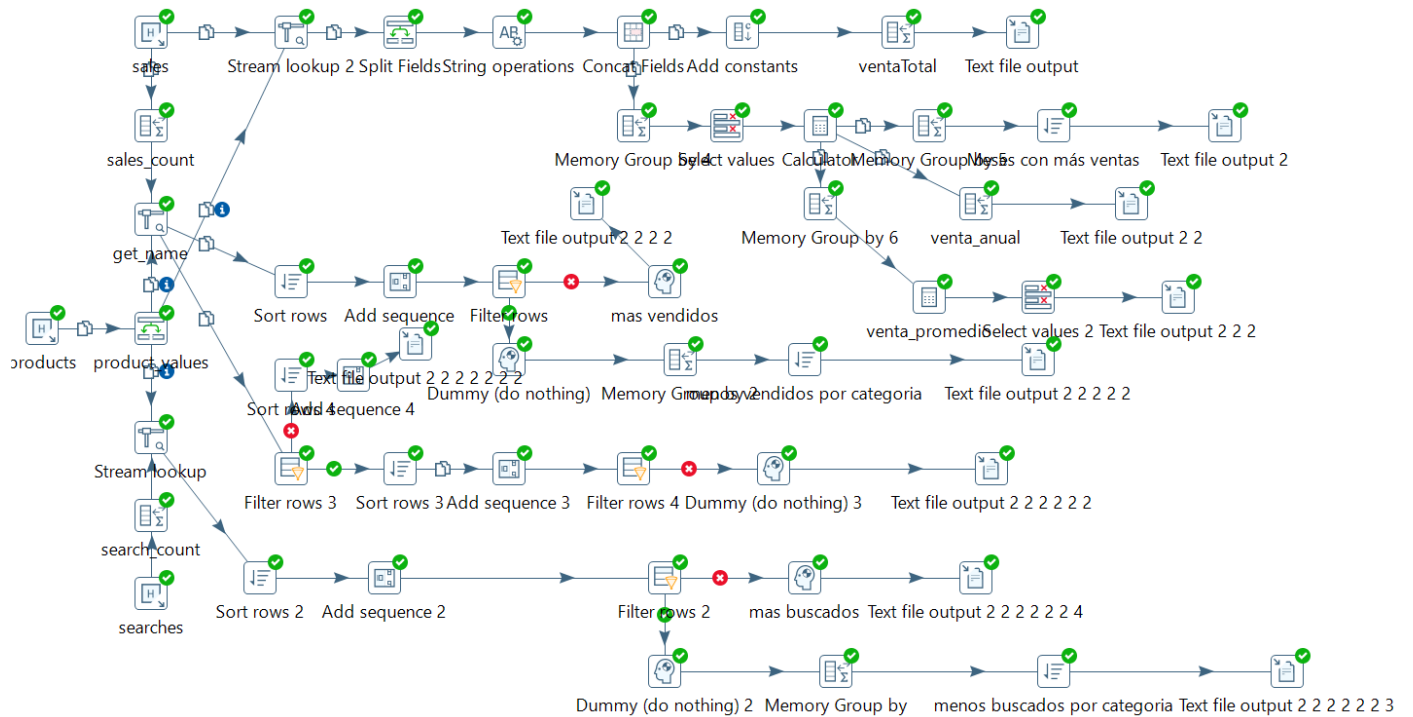 sales
Stream lookup 2
Split Fields
String operations
Concat Fields
Add constants
ventaTotal
Text file output
sales_count
Memory Group by 4
Select values
Calculator
Memory Group by 5
Meses con más ventas
Text file output 2
get_name
Text file output 2 2 2 2
Memory Group by 6
venta_anual
Text file output 2 2
Sort rows
Add sequence
Filter rows
mas vendidos
venta_promedio
Select values 2
Text file output 2 2 2
products
product_values
Text file output 2 2 2 2 2 2 2
Dummy (do nothing)
Memory Group by 2
menos vendidos por categoria
Text file output 2 2 2 2 2
Sort rows 4
Add sequence 4
Stream lookup
Filter rows 3
Sort rows 3
Add sequence 3
Filter rows 4
Dummy (do nothing) 3
Text file output 2 2 2 2 2 2
search_count
Sort rows 2
Add sequence 2
Filter rows 2
mas buscados
Text file output 2 2 2 2 2 2 4
searches
Dummy (do nothing) 2
Memory Group by
menos buscados por categoria
Text file output 2 2 2 2 2 2 3